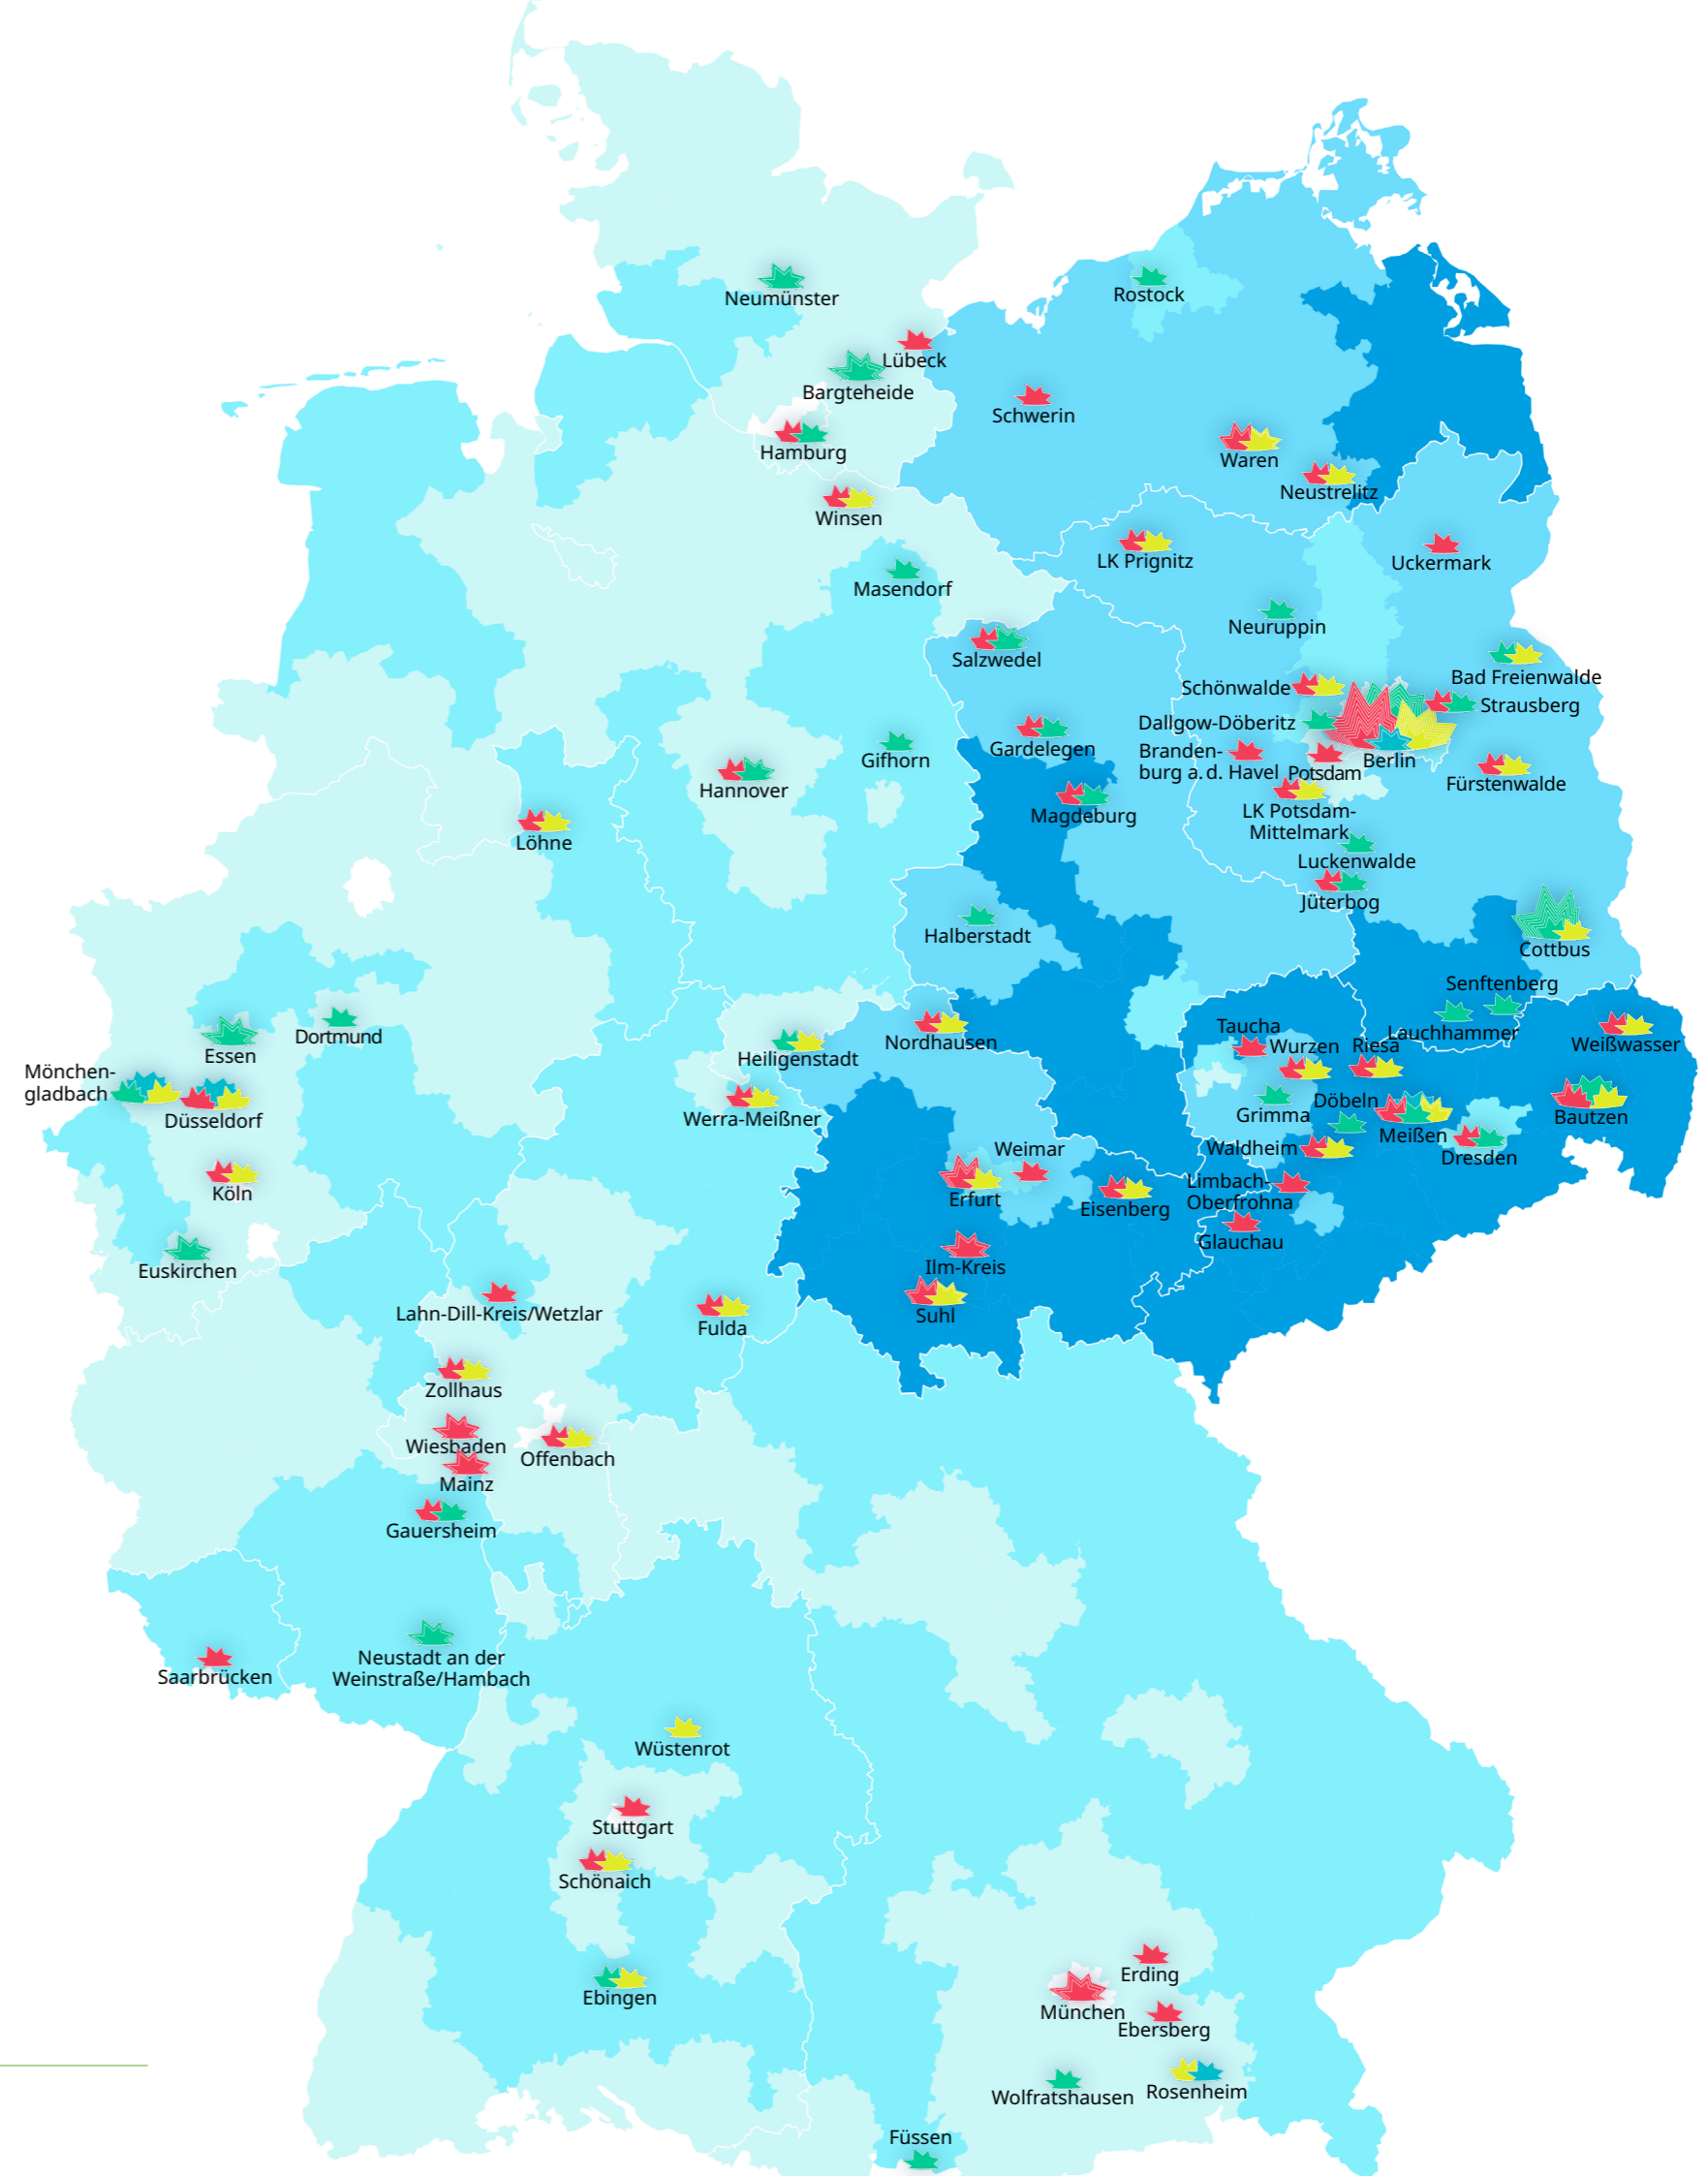 Neumünster
Rostock
Lübeck
Bargteheide
Schwerin
Hamburg
Waren
Neustrelitz
Winsen
LK Prignitz
Uckermark
Masendorf
Neuruppin
Salzwedel
Bad Freienwalde
Schönwalde
Strausberg
Dallgow-Döberitz
Gardelegen
Branden-
burg a. d. Havel
Potsdam
Berlin
Gifhorn
Hannover
Fürstenwalde
Magdeburg
LK Potsdam-
Mittelmark
Löhne
Luckenwalde
Jüterbog
Halberstadt
Cottbus
Senftenberg
Lauchhammer
Essen
Dortmund
Heiligenstadt
Nordhausen
Taucha
Wurzen
Riesa
Weißwasser
Mönchen-
gladbach
Düsseldorf
Werra-Meißner
Grimma
Döbeln
Meißen
Bautzen
Weimar
Waldheim
Dresden
Köln
Erfurt
Eisenberg
Limbach-
Oberfrohna
Glauchau
Euskirchen
Ilm-Kreis
Lahn-Dill-Kreis/Wetzlar
Fulda
Suhl
Zollhaus
Wiesbaden
Offenbach
Mainz
Gauersheim
Saarbrücken
Neustadt an der
Weinstraße/Hambach
Wüstenrot
Stuttgart
Schönaich
Ebingen
Erding
München
Ebersberg
Wolfratshausen
Rosenheim
Füssen